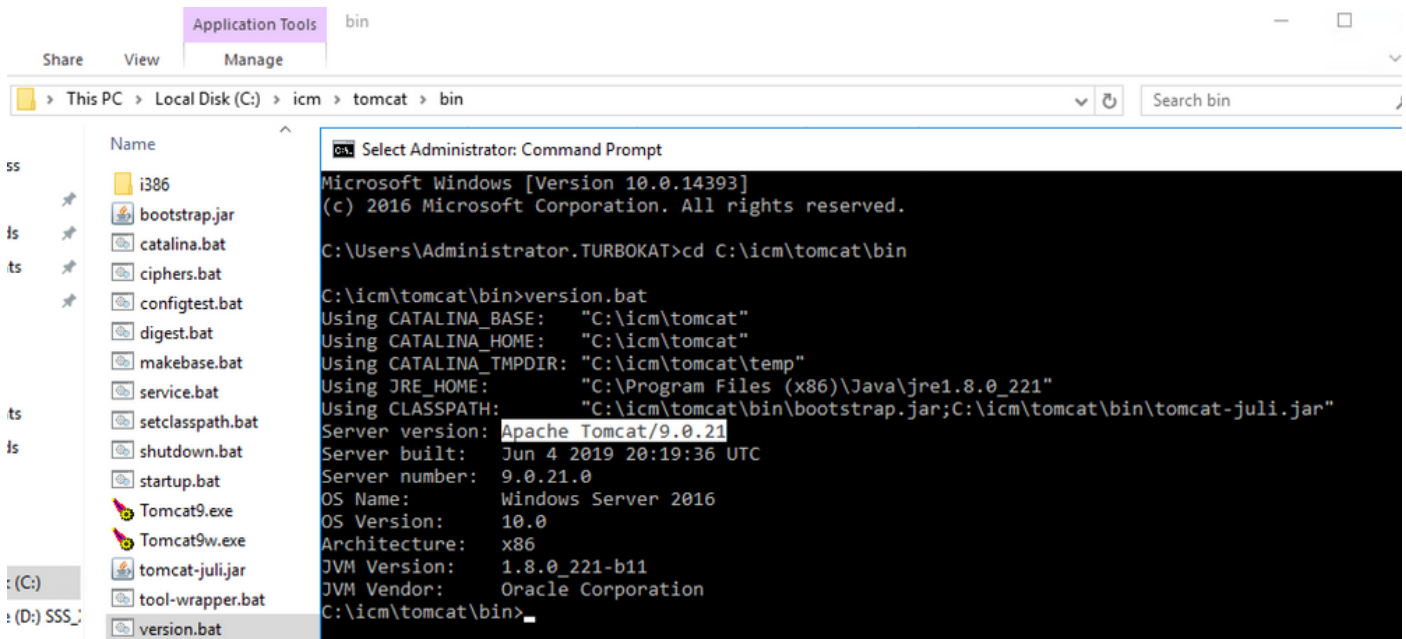 Application Tools
bin
Share
View
Manage
This PC > Local Disk (C:) > icm > tomcat > bin
Search bin
Name
i386
bootstrap.jar
catalina.bat
ciphers.bat
configtest.bat
digest.bat
makebase.bat
service.bat
setclasspath.bat
shutdown.bat
startup.bat
Tomcat9.exe
Tomcat9w.exe
tomcat-juli.jar
tool-wrapper.bat
version.bat
ss
ds
ts
ts
ds
(C:)
(D:) SSS_
Select Administrator: Command Prompt
Microsoft Windows [Version 10.0.14393]
(c) 2016 Microsoft Corporation. All rights reserved.
C:\Users\Administrator.TURBOKAT>cd C:\icm\tomcat\bin
C:\icm\tomcat\bin>version.bat
Using CATALINA_BASE: "C:\icm\tomcat"
Using CATALINA_HOME: "C:\icm\tomcat"
Using CATALINA_TMPDIR: "C:\icm\tomcat\temp"
Using JRE_HOME: "C:\Program Files (x86)\Java\jre1.8.0_221"
Using CLASSPATH: "C:\icm\tomcat\bin\bootstrap.jar;C:\icm\tomcat\bin\tomcat-juli.jar"
Server version: Apache Tomcat/9.0.21
Server built: Jun 4 2019 20:19:36 UTC
Server number: 9.0.21.0
OS Name: Windows Server 2016
OS Version: 10.0
Architecture: x86
JVM Version: 1.8.0_221-b11
JVM Vendor: Oracle Corporation
C:\icm\tomcat\bin>